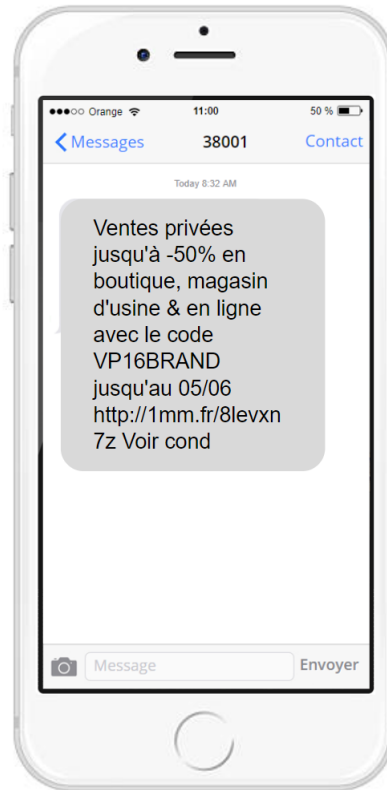 Orange 11:00 50 %
Messages 38001 Contact
Today 8:32 AM
Ventes privées
jusqu'à -50% en
boutique, magasin
d'usine & en ligne
avec le code
VP16BRAND
jusqu'au 05/06
http://1mm.fr/8levxn
7z Voir cond
Message Envoyer